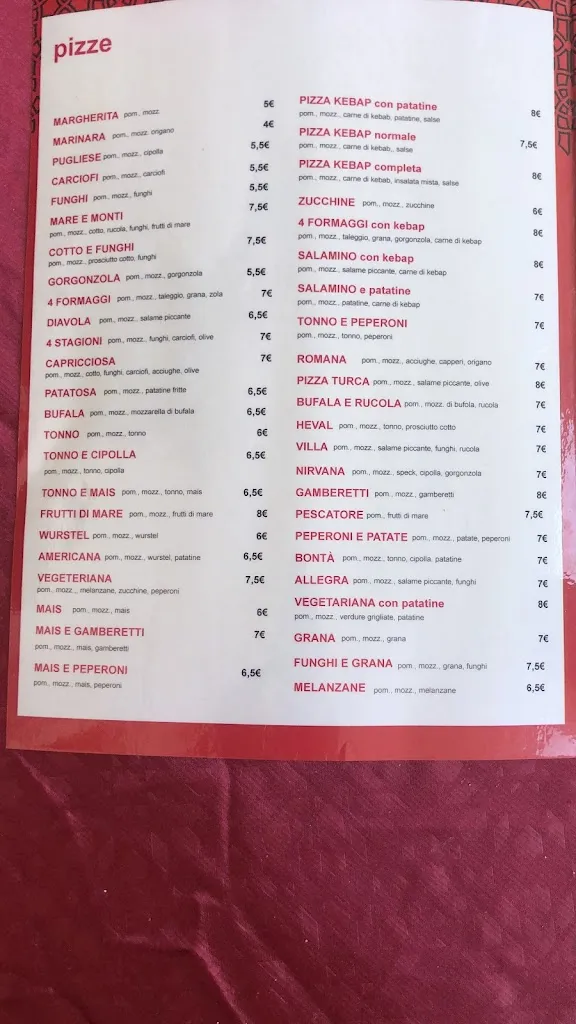 pizze
MARGHERITA pom., mozz. 5€
MARINARA pom., mozz. origano 4€
PUGLIESE pom., mozz., cipolla 5,5€
CARCIOFI pom., mozz., carciofi 5,5€
FUNGHI pom., mozz., funghi 5,5€
MARE E MONTI 7,5€
pom., mozz., cotto, rucola, funghi, frutti di mare
COTTO E FUNGHI 7,5€
pom., mozz., prosciutto cotto, funghi
GORGONZOLA pom., mozz., gorgonzola 5,5€
4 FORMAGGI pom., mozz., taleggio, grana, zola 7€
DIAVOLA pom., mozz., salame piccante 6,5€
4 STAGIONI pom., mozz., funghi, carciofi, olive 7€
CAPRICCIOSA 7€
pom., mozz., cotto, funghi, carciofi, acciughe, olive
PATATOSA pom., mozz., patatine fritte 6,5€
BUFALA pom., mozz., mozzarella di bufala 6,5€
TONNO pom., mozz., tonno 6€
TONNO E CIPOLLA 6,5€
pom., mozz., tonno, cipolla
TONNO E MAIS pom., mozz., tonno, mais 6,5€
FRUTTI DI MARE pom., mozz., frutti di mare 8€
WURSTEL pom., mozz., wurstel 6€
AMERICANA pom., mozz., wurstel, patatine 6,5€
VEGETERIANA 7,5€
pom., mozz., melanzane, zucchine, peperoni
MAIS pom., mozz., mais 6€
MAIS E GAMBERETTI 7€
pom., mozz., mais, gamberetti
MAIS E PEPERONI 6,5€
pom., mozz., mais, peperoni
PIZZA KEBAP con patatine
pom., mozz., carne di kebab, patatine, salse 8€
PIZZA KEBAP normale
pom., mozz., carne di kebab,, salse 7,5€
PIZZA KEBAP completa
pom., mozz., carne di kebab, insalata mista, salse 8€
ZUCCHINE pom., mozz., zucchine 6€
4 FORMAGGI con kebap 8€
pom., mozz., taleggio, grana, gorgonzola, carne di kebap
SALAMINO con kebap 8€
pom., mozz., salame piccante, carne di kebap
SALAMINO e patatine 7€
pom., mozz., patatine, carne di kebap
TONNO E PEPERONI 7€
pom., mozz., tonno, peperoni
ROMANA pom., mozz., acciughe, capperi, origano 7€
PIZZA TURCA pom., mozz., salame piccante, olive 8€
BUFALA E RUCOLA pom., mozz. di bufola, rucola 7€
HEVAL pom., mozz., tonno, prosciutto cotto 7€
VILLA pom., mozz., salame piccante, funghi, rucola 7€
NIRVANA pom., mozz., speck, cipolla, gorgonzola 7€
GAMBERETTI pom., mozz., gamberetti 8€
PESCATORE pom., frutti di mare 7,5€
PEPERONI E PATATE pom., mozz., patate, peperoni 7€
BONTÀ pom., mozz., tonno, cipolla, patatine 7€
ALLEGRA pom., mozz., salame piccante, funghi 7€
VEGETARIANA con patatine 8€
pom., mozz., verdure grigliate, patatine
GRANA pom., mozz., grana 7€
FUNGHI E GRANA pom., mozz., grana, funghi 7,5€
MELANZANE pom., mozz., melanzane 6,5€